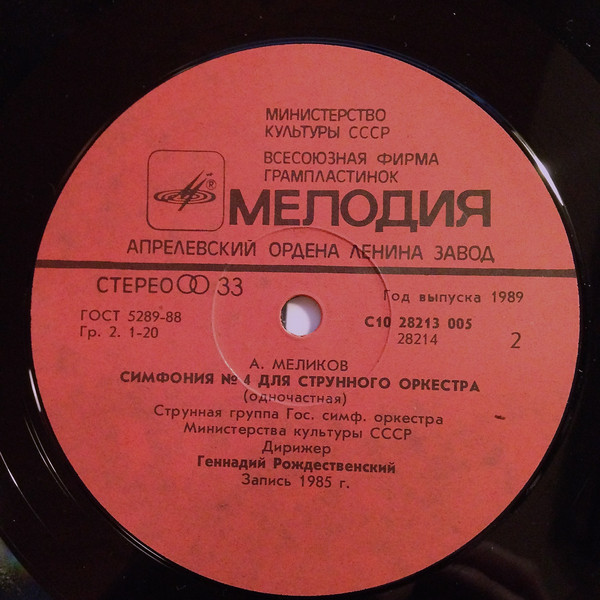 МИНИСТЕРСТВО
КУЛЬТУРЫ СССР
ВСЕСОЮЗНАЯ ФИРМА
ГРАМПЛАСТИНОК
® МЕЛОДИЯ
АПРЕЛЕВСКИЙ ОРДЕНА ЛЕНИНА ЗАВОД
СТЕРЕО 33
Год выпуска 1989
ГОСТ 5289-88
Гр. 2. 1-20
С10 28213 005
28214
2
А. МЕЛИКОВ
СИМФОНИЯ № 4 ДЛЯ СТРУННОГО ОРКЕСТРА
(одночастная)
Струнная группа Гос. симф. оркестра
Министерства культуры СССР
Дирижер
Геннадий Рождественский
Запись 1985 г.